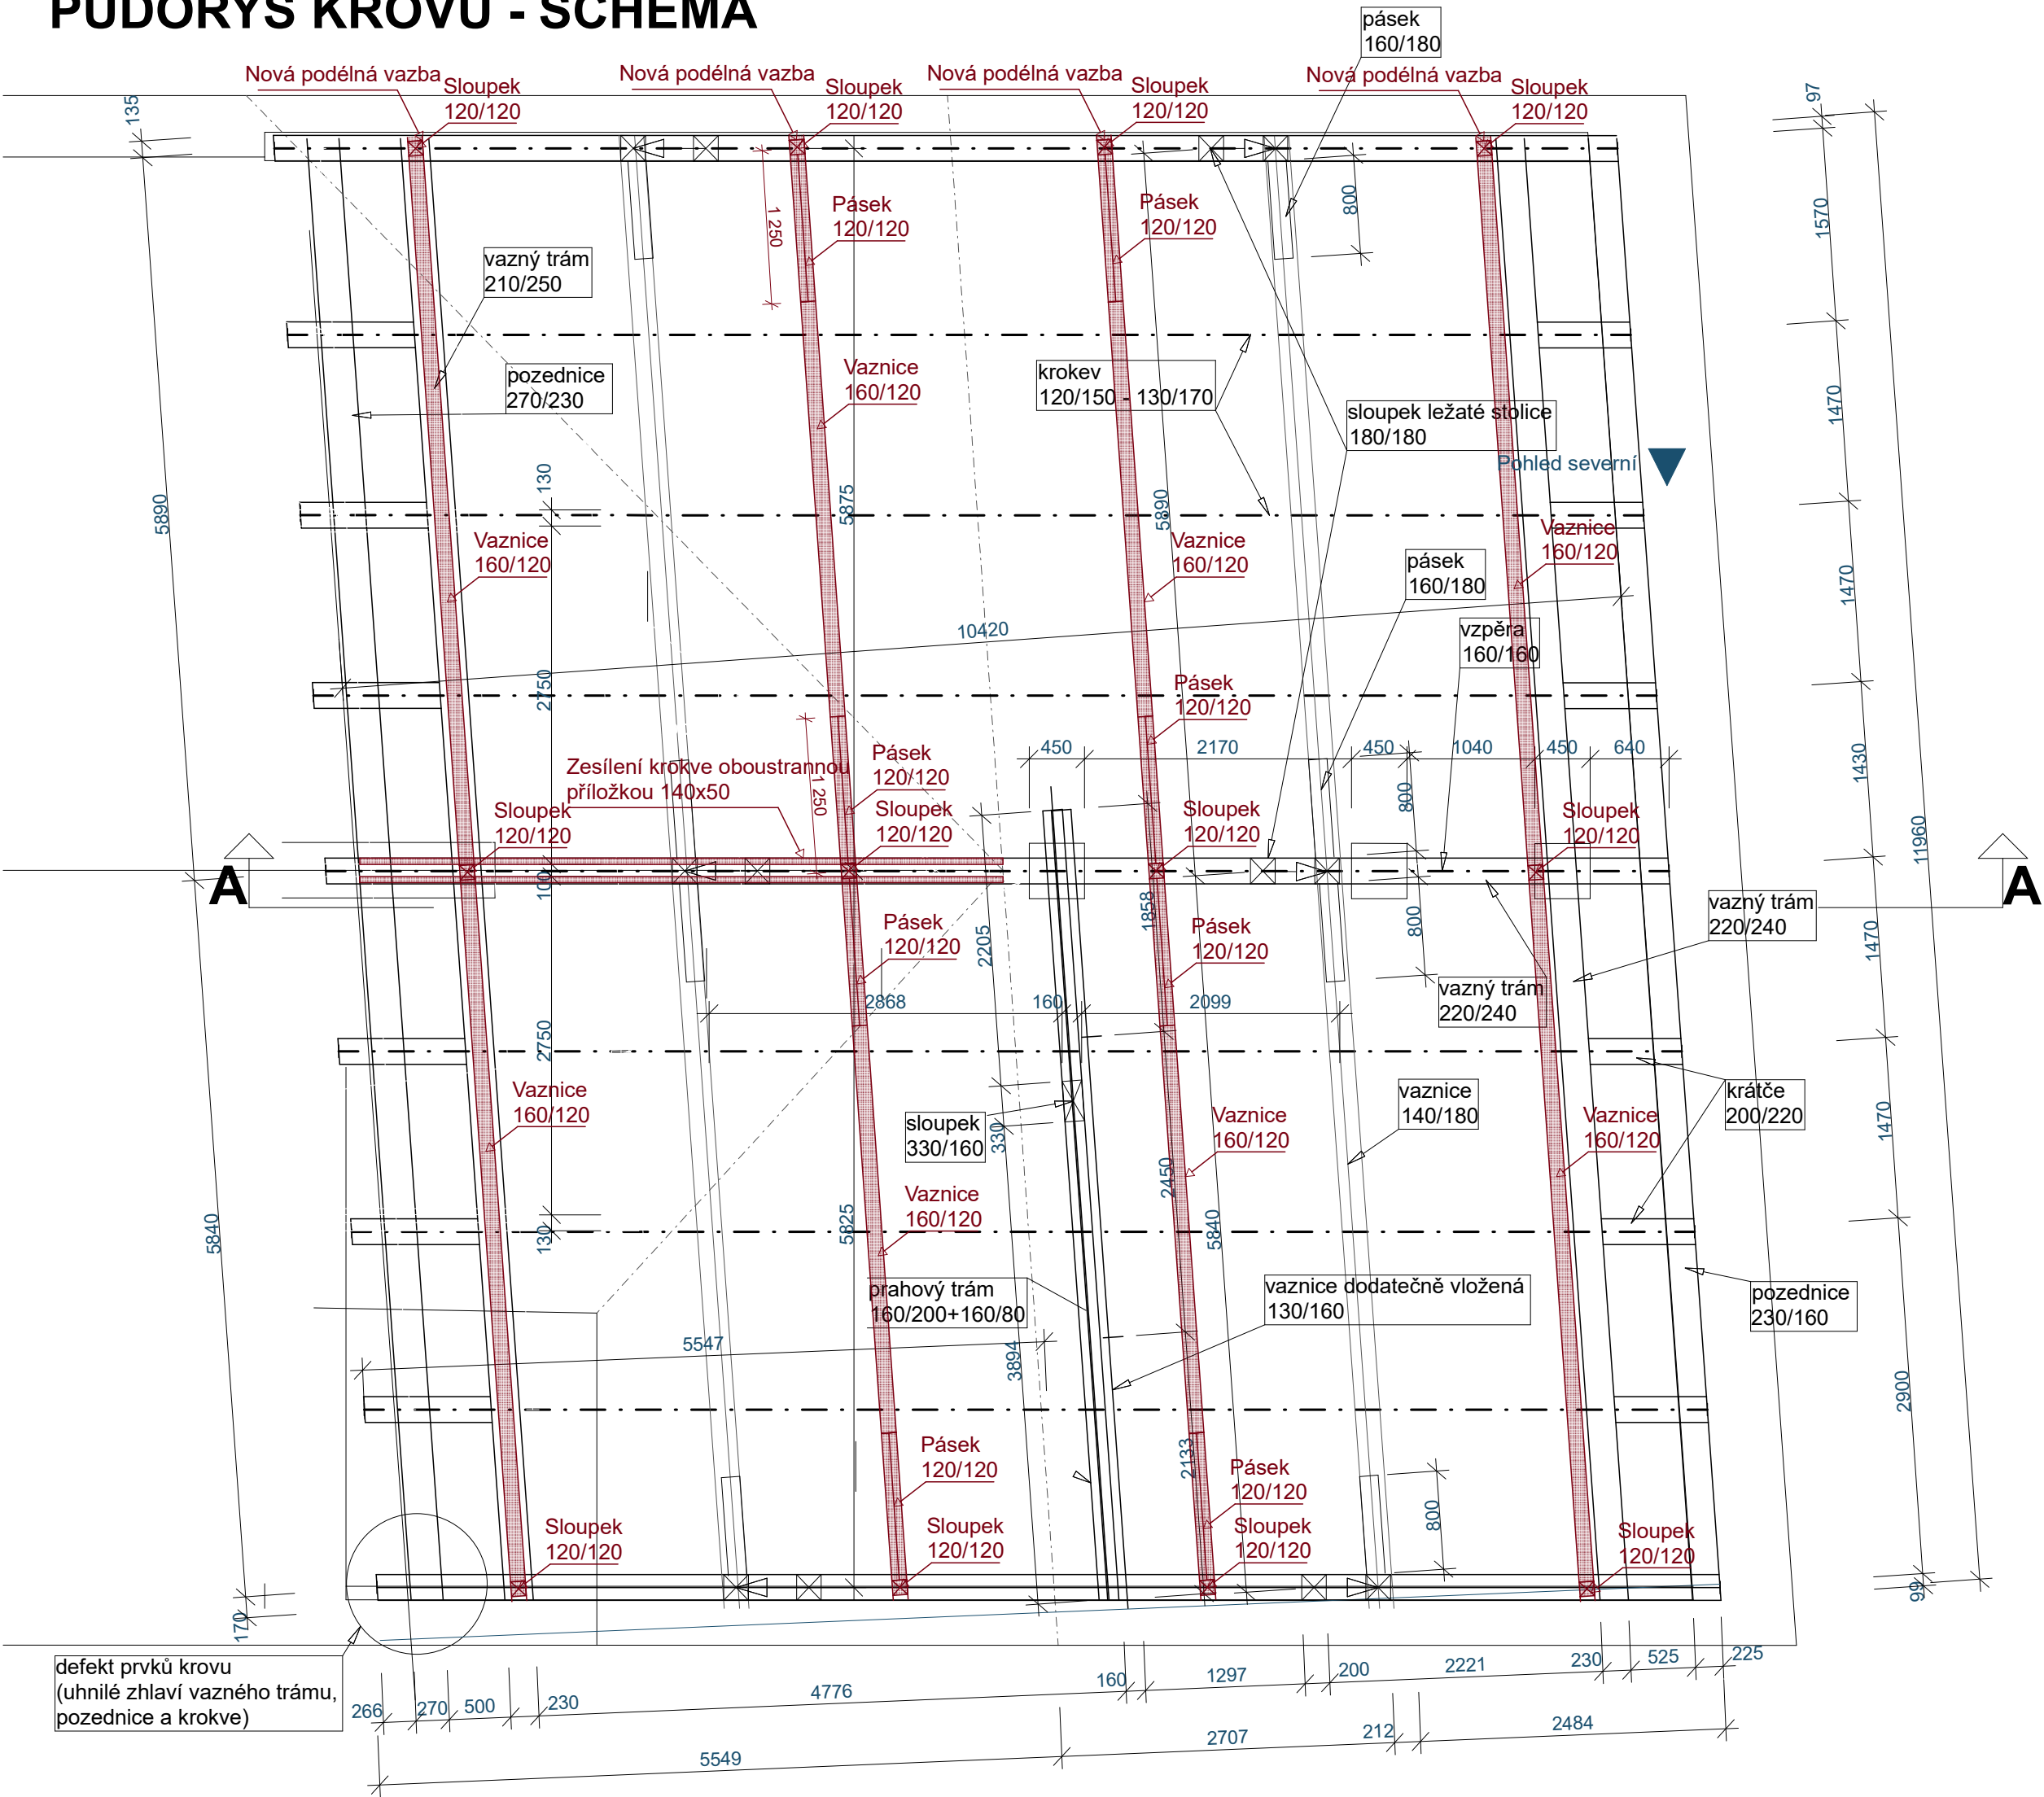 PŮDORYS KROVU - SCHÉMA
pásek
160/180
Nová podélná vazba
Sloupek
120/120
Nová podélná vazba
Sloupek
120/120
Nová podélná vazba
Sloupek
120/120
Nová podélná vazba
Sloupek
120/120
135
97
1 250
Pásek
120/120
Pásek
120/120
800
1570
vazný trám
210/250
pozednice
270/230
Vaznice
160/120
krokev
120/150 - 130/170
sloupek ležaté stolice
180/180
1470
Pohled severní
5890
130
5875
5890
Vaznice
160/120
Vaznice
160/120
Vaznice
160/120
pásek
160/180
1470
10420
vzpěra
160/160
2750
Pásek
120/120
450
2170
450
1040
450
640
1430
Zesílení krokve oboustrannou
příložkou 140x50
Pásek
120/120
1 250
800
11960
Sloupek
120/120
Sloupek
120/120
Sloupek
120/120
Sloupek
120/120
A
A
100
1858
800
vazný trám
220/240
Pásek
120/120
2205
Pásek
120/120
1470
vazný trám
220/240
2868
160
2099
2750
Vaznice
160/120
sloupek
330/160
330
Vaznice
160/120
vaznice
140/180
Vaznice
160/120
krátče
200/220
1470
5840
130
Vaznice
160/120
5825
2450
5840
prahový trám
160/200+160/80
vaznice dodatečně vložená
130/160
pozednice
230/160
5547
3894
2900
Pásek
120/120
2133
Pásek
120/120
800
Sloupek
120/120
Sloupek
120/120
Sloupek
120/120
Sloupek
120/120
99
170
defekt prvků krovu
(uhnilé zhlaví vazného trámu,
pozednice a krokve)
266
270
500
230
4776
160
1297
200
2221
230
525
225
5549
2707
212
2484